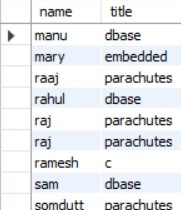 name title
manu dbase
mary embedded
raaj parachutes
rahul dbase
raj parachutes
raj parachutes
ramesh c
sam dbase
somdutt parachutes